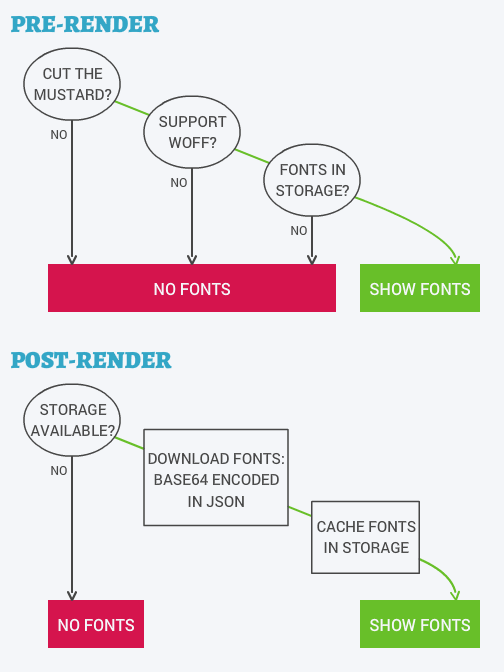 PRE-RENDER
CUT THE
MUSTARD?
NO
SUPPORT
WOFF?
NO
FONTS IN
STORAGE?
NO
NO FONTS
SHOW FONTS
POST-RENDER
STORAGE
AVAILABLE?
NO
DOWNLOAD FONTS:
BASE64 ENCODED
IN JSON
CACHE FONTS
IN STORAGE
NO FONTS
SHOW FONTS